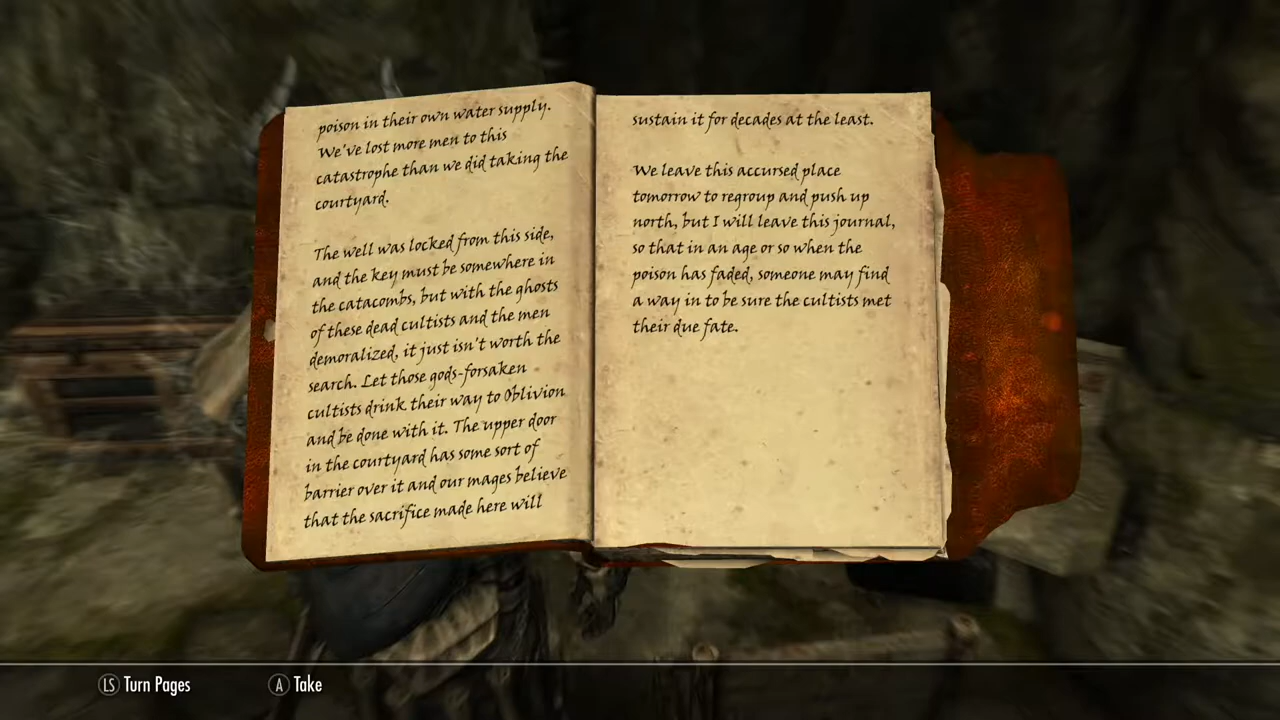 poison in their own water supply.
We've lost more men to this
catastrophe than we did taking the
courtyard.
The well was locked from this side,
and the key must be somewhere in
the catacombs, but with the ghosts
of these dead cultists and the men
demoralized, it just isn't worth the
search. Let those gods-forsaken
cultists drink their way to Oblivion
and be done with it. The upper door
in the courtyard has some sort of
barrier over it and our mages believe
that the sacrifice made here will
sustain it for decades at the least.
We leave this accursed place
tomorrow to regroup and push up
north, but I will leave this journal,
so that in an age or so when the
poison has faded, someone may find
a way in to be sure the cultists met
their due fate.
LS Turn Pages
A Take